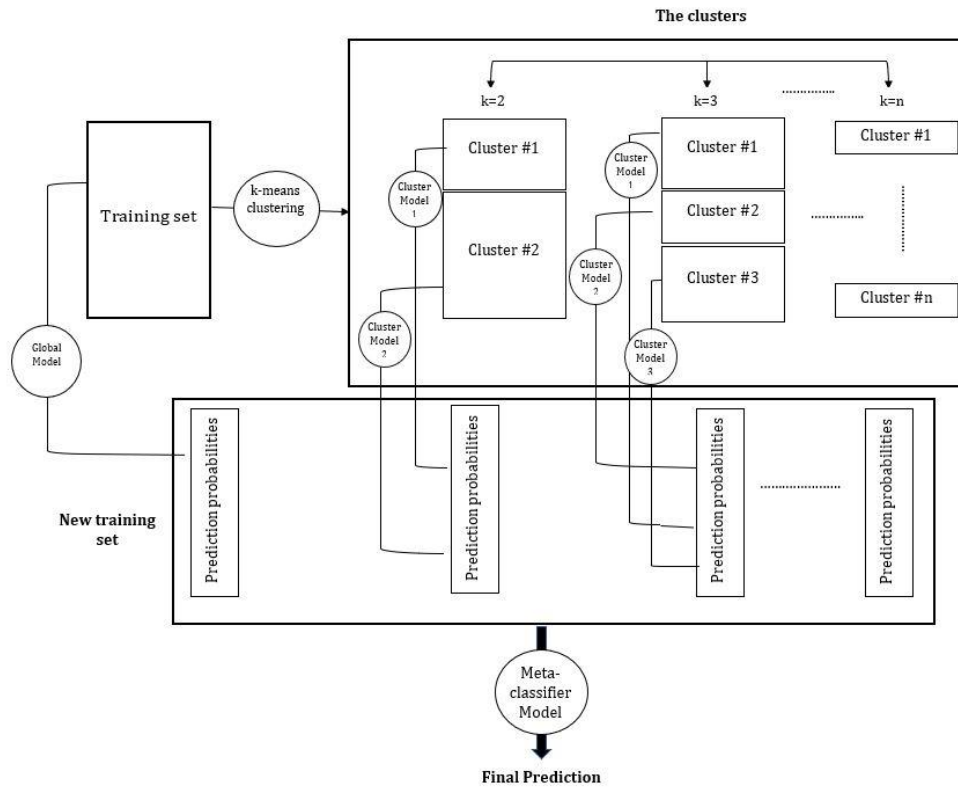 The clusters
k=2
k=3
k=n
Training set
k-means
clustering
Cluster #1
Cluster #2
Cluster
Model
1
Cluster
Model
2
Cluster #1
Cluster #2
Cluster #3
Cluster
Model
1
Cluster
Model
2
Cluster
Model
3
Cluster #1
Cluster #n
Global
Model
New training
set
Prediction probabilities
Prediction probabilities
Prediction probabilities
Prediction probabilities
Meta-
classifier
Model
Final Prediction